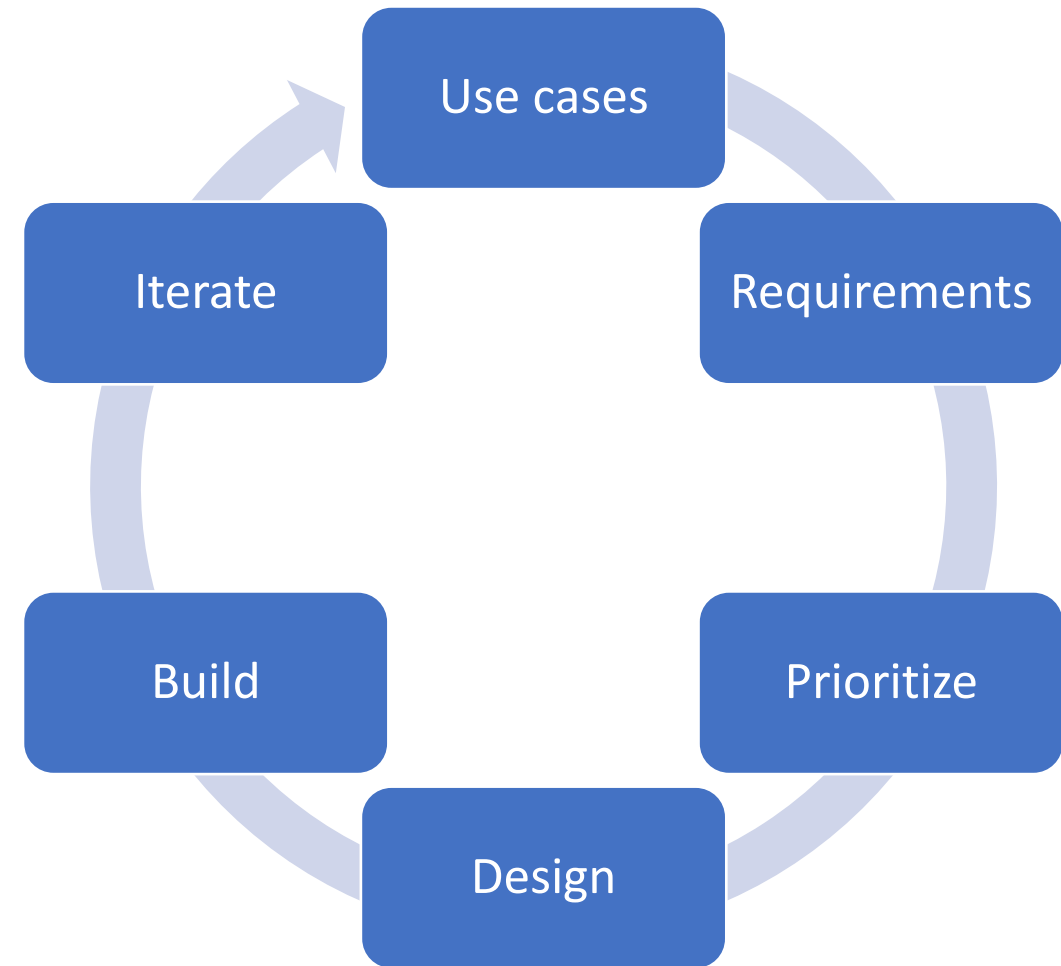 Use cases
Requirements
Prioritize
Design
Build
Iterate